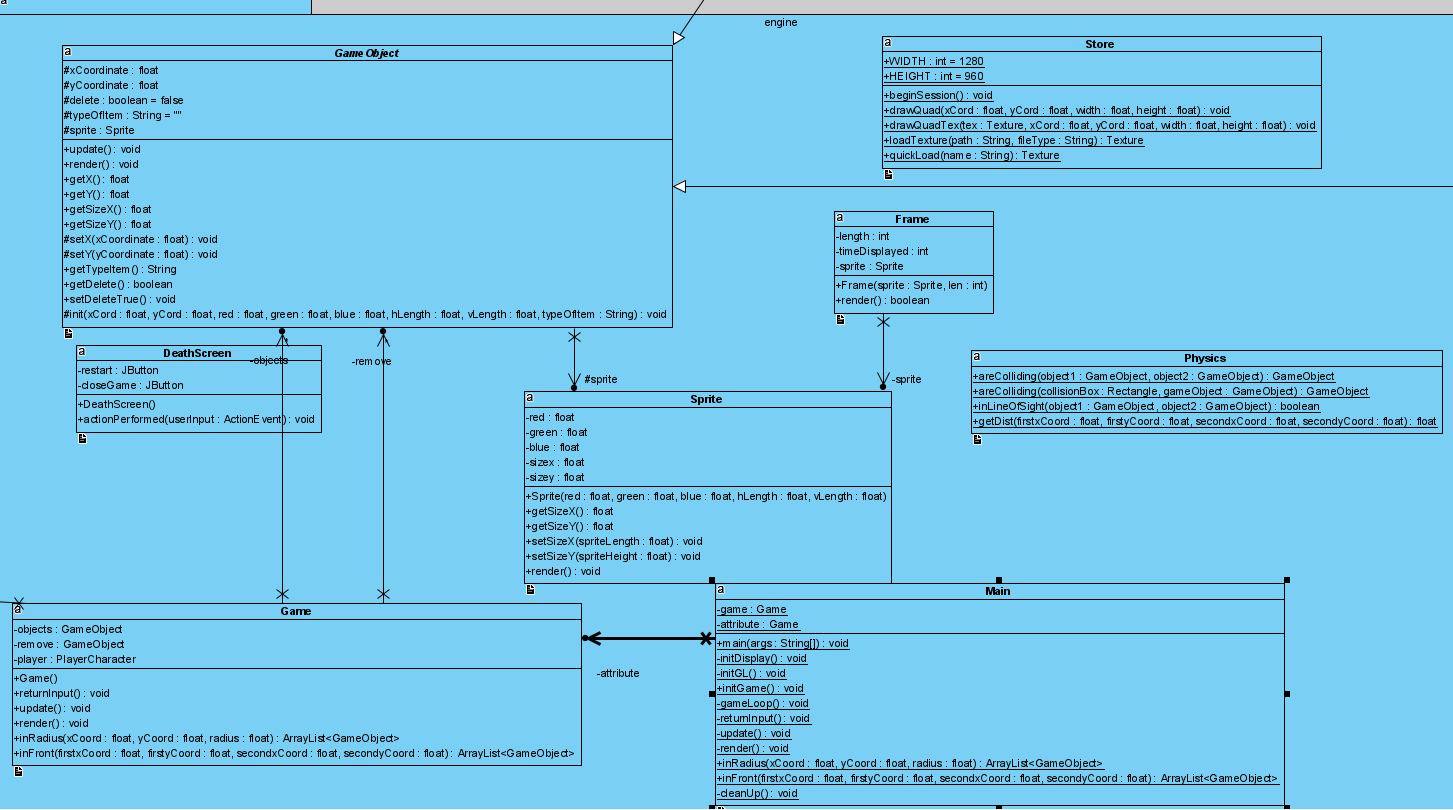 engine
GameObject
#xCoordinate : float
#yCoordinate : float
#delete : boolean = false
#typeOfItem : String = ""
#sprite : Sprite
+update() : void
+render() : void
+getX() : float
+getY() : float
+getSizeX() : float
+getSizeY() : float
#setX(xCoordinate : float) : void
#setY(yCoordinate : float) : void
+getTypeItem() : String
+getDelete() : boolean
+setDeleteTrue() : void
#init(xCord : float, yCord : float, red : float, green : float, blue : float, hLength : float, vLength : float, typeOfItem : String) : void
Store
+WIDTH : int = 1280
+HEIGHT : int = 960
+beginSession() : void
+drawQuad(xCord : float, yCord : float, width : float, height : float) : void
+drawQuadTex(tex : Texture, xCord : float, yCord : float, width : float, height : float) : void
+loadTexture(path : String, fileType : String) : Texture
+quickLoad(name : String) : Texture
Frame
-length : int
-timeDisplayed : int
-sprite : Sprite
+Frame(sprite : Sprite, len : int)
+render() : boolean
DeathScreen
-restart : JButton
-closeGame : JButton
+DeathScreen()
+actionPerformed(userInput : ActionEvent) : void
-objects
-remove
#sprite
-sprite
Physics
+areColliding(object1 : GameObject, object2 : GameObject) : GameObject
+areColliding(collisionBox : Rectangle, gameObject : GameObject) : GameObject
+inLineOfSight(object1 : GameObject, object2 : GameObject) : boolean
+getDist(firstxCoord : float, firstyCoord : float, secondxCoord : float, secondyCoord : float) : float
Sprite
-red : float
-green : float
-blue : float
-sizex : float
-sizey : float
+Sprite(red : float, green : float, blue : float, hLength : float, vLength : float)
+getSizeX() : float
+getSizeY() : float
+setSizeX(spriteLength : float) : void
+setSizeY(spriteHeight : float) : void
+render() : void
Game
-objects : GameObject
-remove : GameObject
-player : PlayerCharacter
+Game()
+returnInput() : void
+update() : void
+render() : void
+inRadius(xCoord : float, yCoord : float, radius : float) : ArrayList<GameObject>
+inFront(firstxCoord : float, firstyCoord : float, secondxCoord : float, secondyCoord : float) : ArrayList<GameObject>
-attribute
Main
-game : Game
-attribute : Game
+main(args : String[]) : void
-initDisplay() : void
-initGL() : void
+initGame() : void
-gameLoop() : void
-returnInput() : void
-update() : void
-render() : void
+inRadius(xCoord : float, yCoord : float, radius : float) : ArrayList<GameObject>
+inFront(firstxCoord : float, firstyCoord : float, secondxCoord : float, secondyCoord : float) : ArrayList<GameObject>
-cleanUp() : void